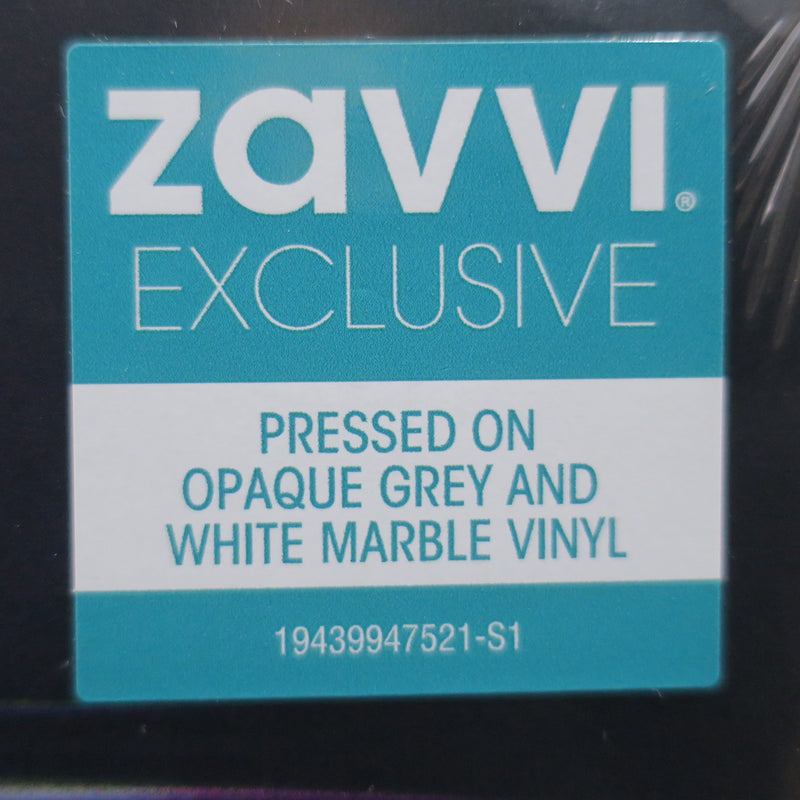 zavvi®
EXCLUSIVE
PRESSED ON
OPAQUE GREY AND
WHITE MARBLE VINYL
19439947521-S1